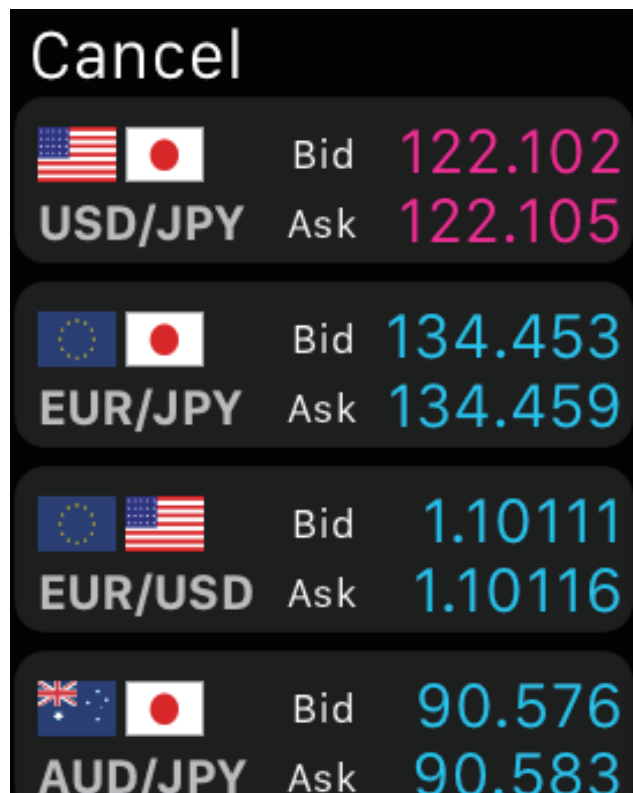 Cancel
Bid 122.102
USD/JPY Ask 122.105
Bid 134.453
EUR/JPY Ask 134.459
Bid 1.10111
EUR/USD Ask 1.10116
Bid 90.576
AUD/JPY Ask 90.583